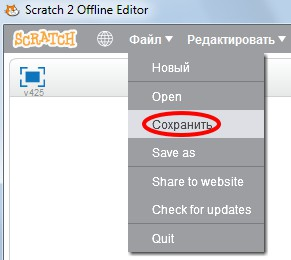 Scratch 2 Offline Editor
SCRATCH Файл Редактировать
v425
Новый
Open
Сохранить
Save as
Share to website
Check for updates
Quit